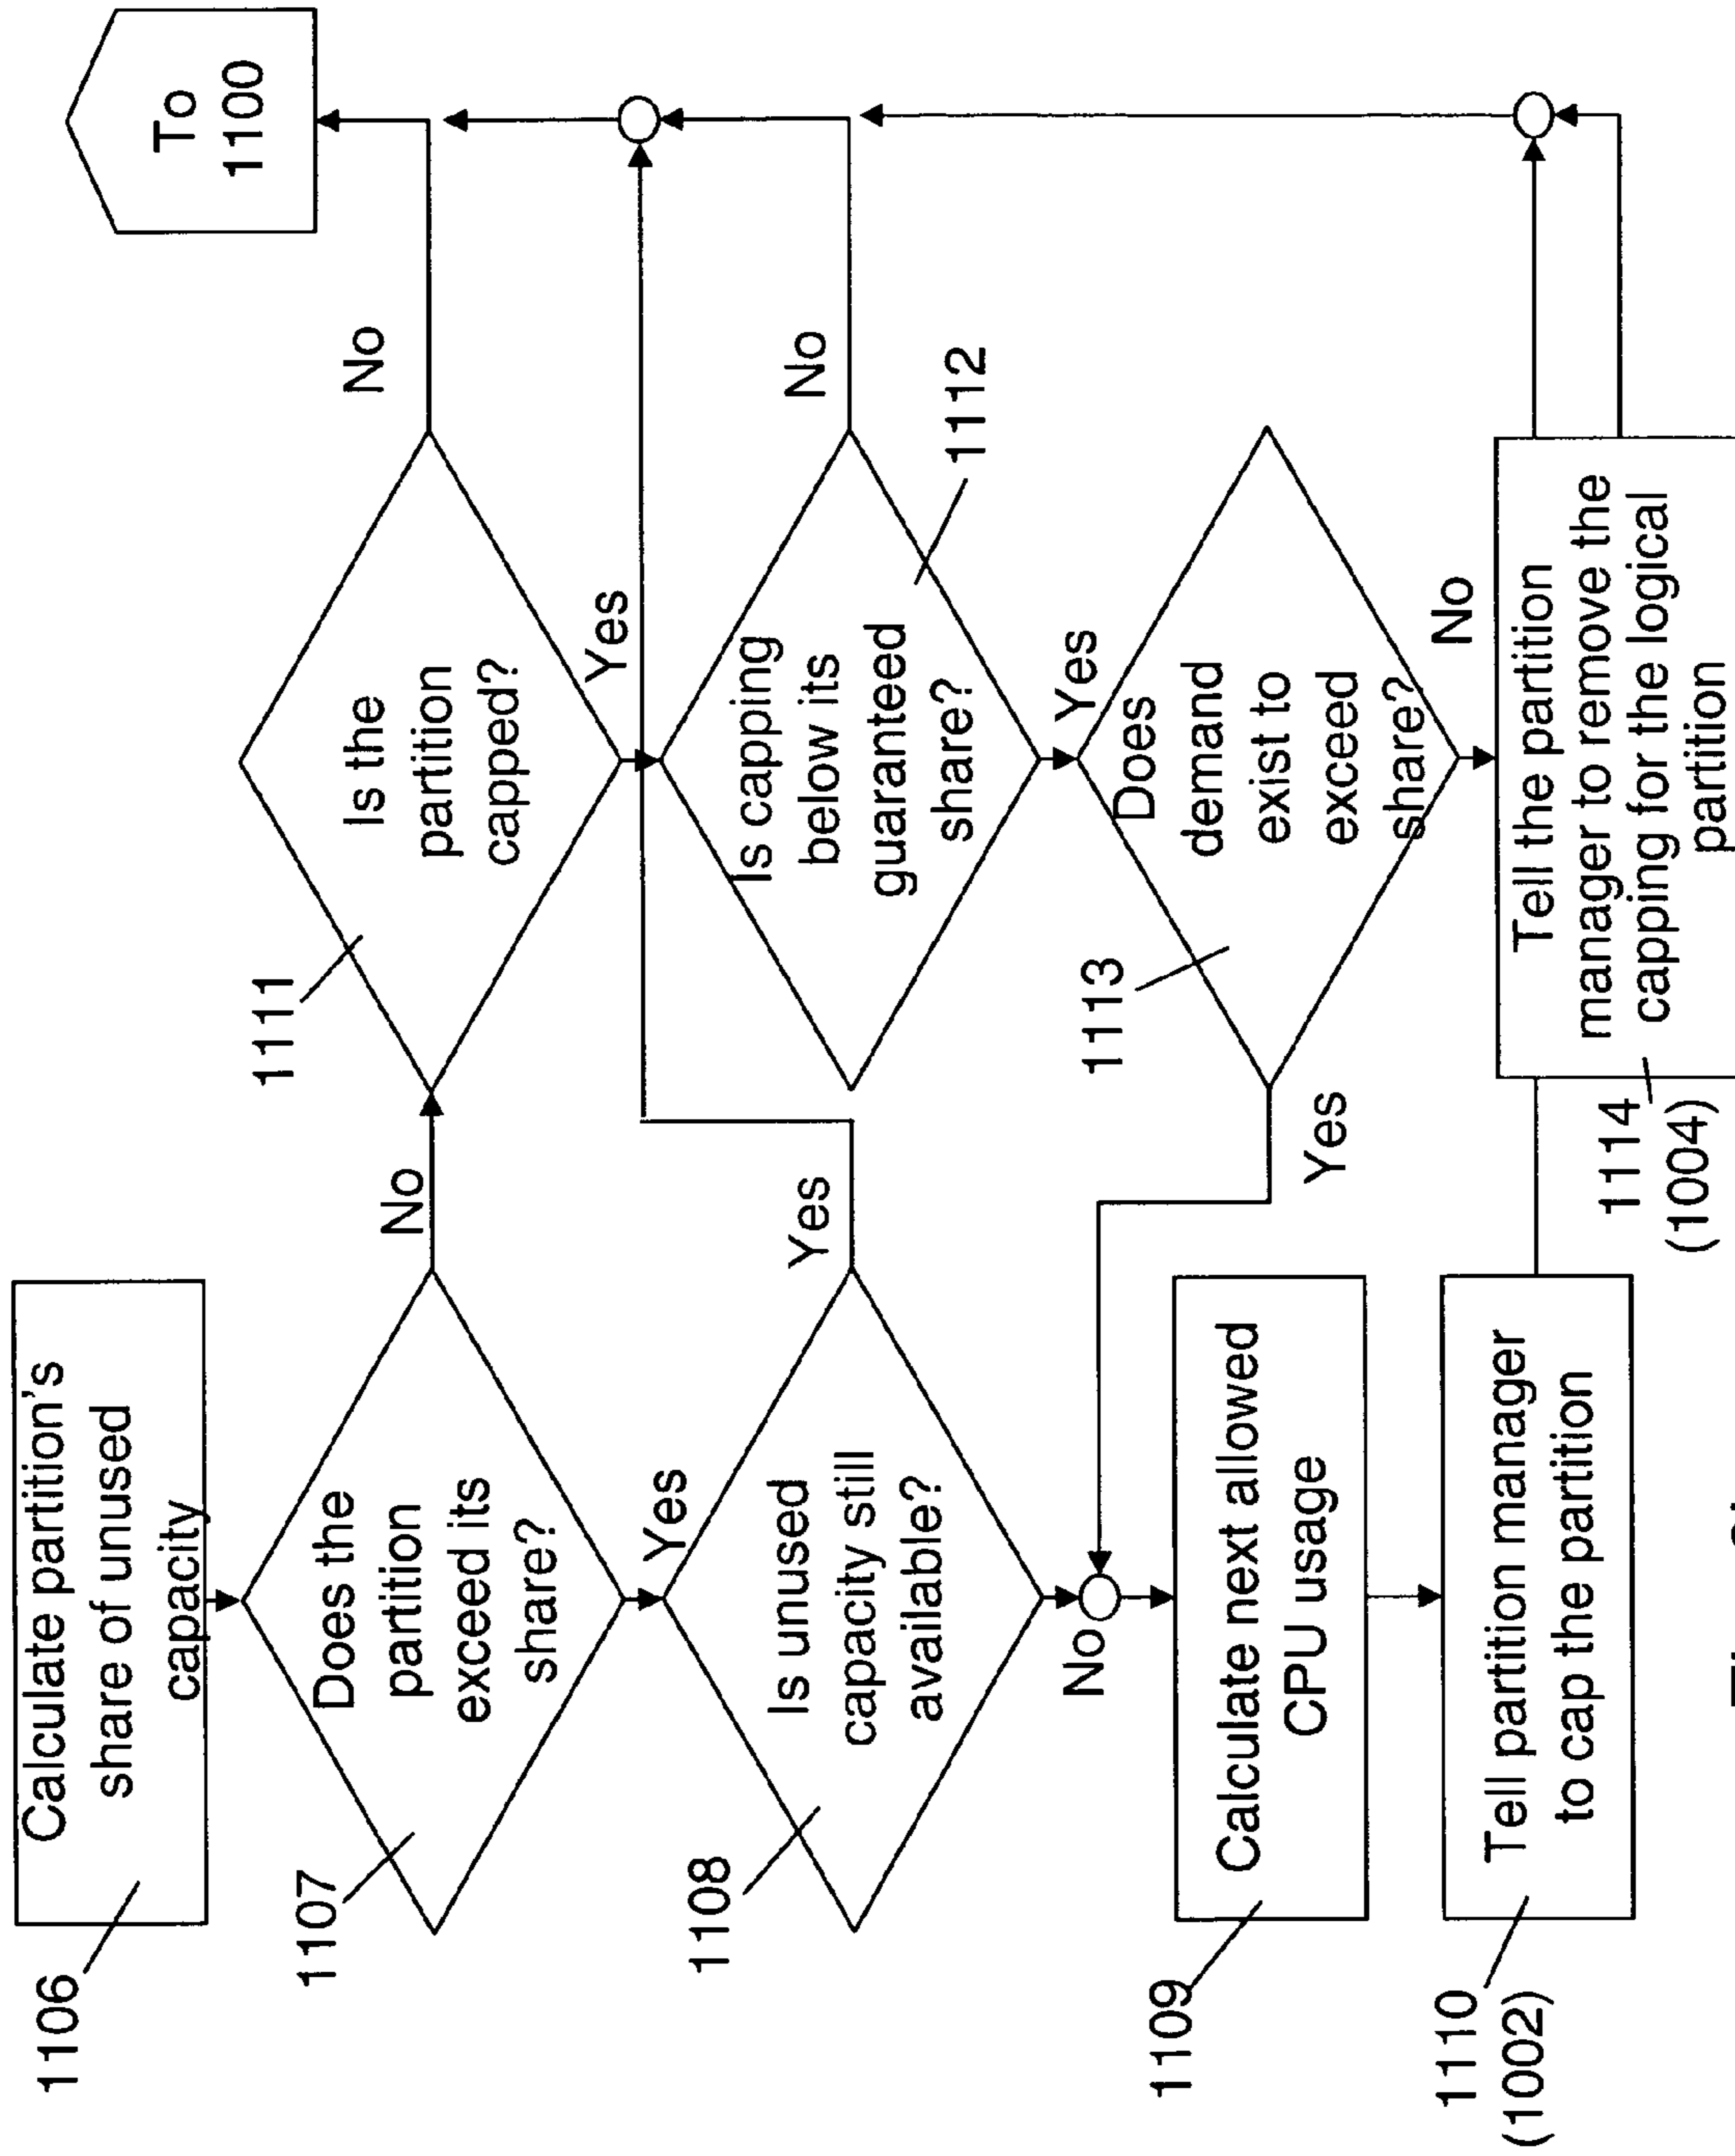 1106
Calculate partition's
share of unused
capacity
1107
Does the
partition
exceed its
share?
No
Yes
1108
Is unused
capacity still
available?
Yes
No
1109
Calculate next allowed
CPU usage
1110
(1002)
Tell partition manager
to cap the partition
1111
Is the
partition
capped?
No
Yes
To
1100
Is capping
below its
guaranteed
share?
No
1112
Yes
1113
Does
demand
exist to
exceed
share?
Yes
No
1114
(1004)
Tell the partition
manager to remove the
capping for the logical
partition